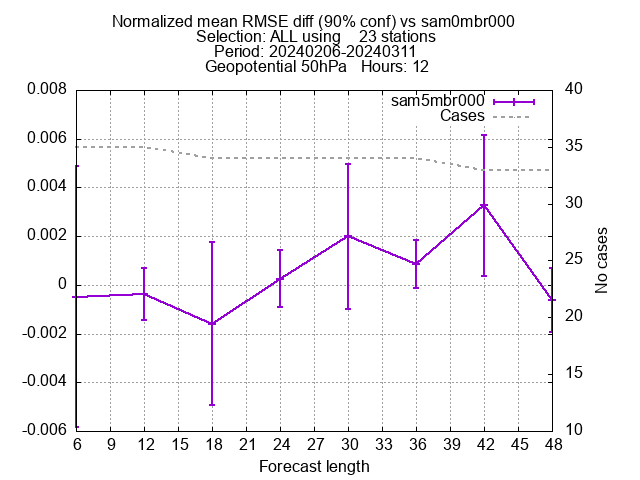 Normalized mean RMSE diff (90% conf) vs sam0mbr000
Selection: ALL using    23 stations
Period: 20240206-20240311
Geopotential 50hPa   Hours: 12
sam5mbr000
Cases
0.008
0.006
0.004
0.002
0
-0.002
-0.004
-0.006
40
35
30
25
20
15
10
No cases
6 9 12 15 18 21 24 27 30 33 36 39 42 45 48
Forecast length